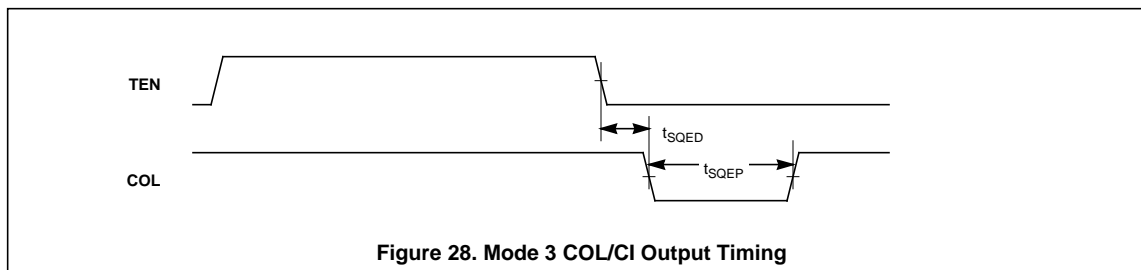 TEN
tSQED
tSQEP
COL
Figure 28. Mode 3 COL/CI Output Timing